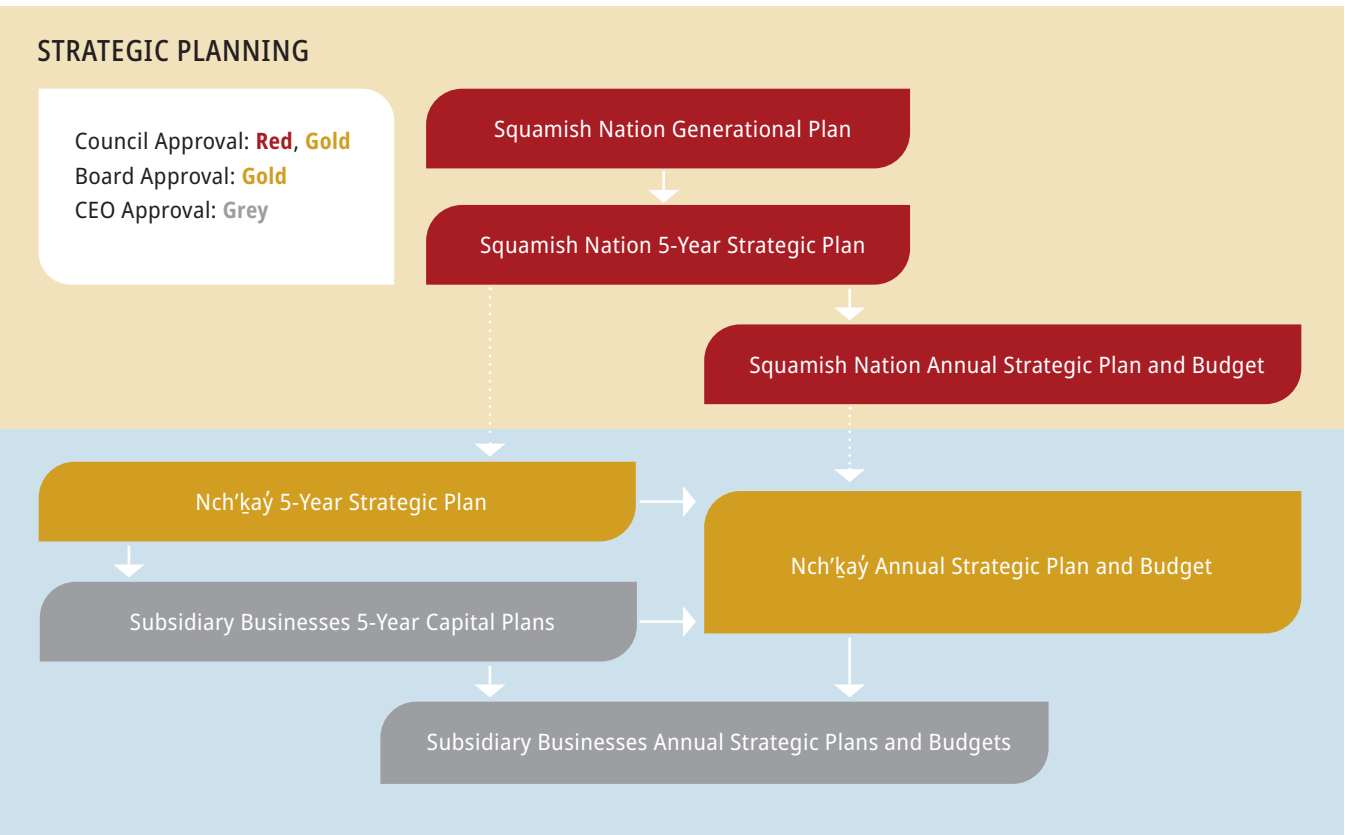 STRATEGIC PLANNING
Council Approval: Red, Gold
Board Approval: Gold
CEO Approval: Grey
Squamish Nation Generational Plan
Squamish Nation 5-Year Strategic Plan
Squamish Nation Annual Strategic Plan and Budget
Nch’ḵay̓ 5-Year Strategic Plan
Nch’ḵay̓ Annual Strategic Plan and Budget
Subsidiary Businesses 5-Year Capital Plans
Subsidiary Businesses Annual Strategic Plans and Budgets